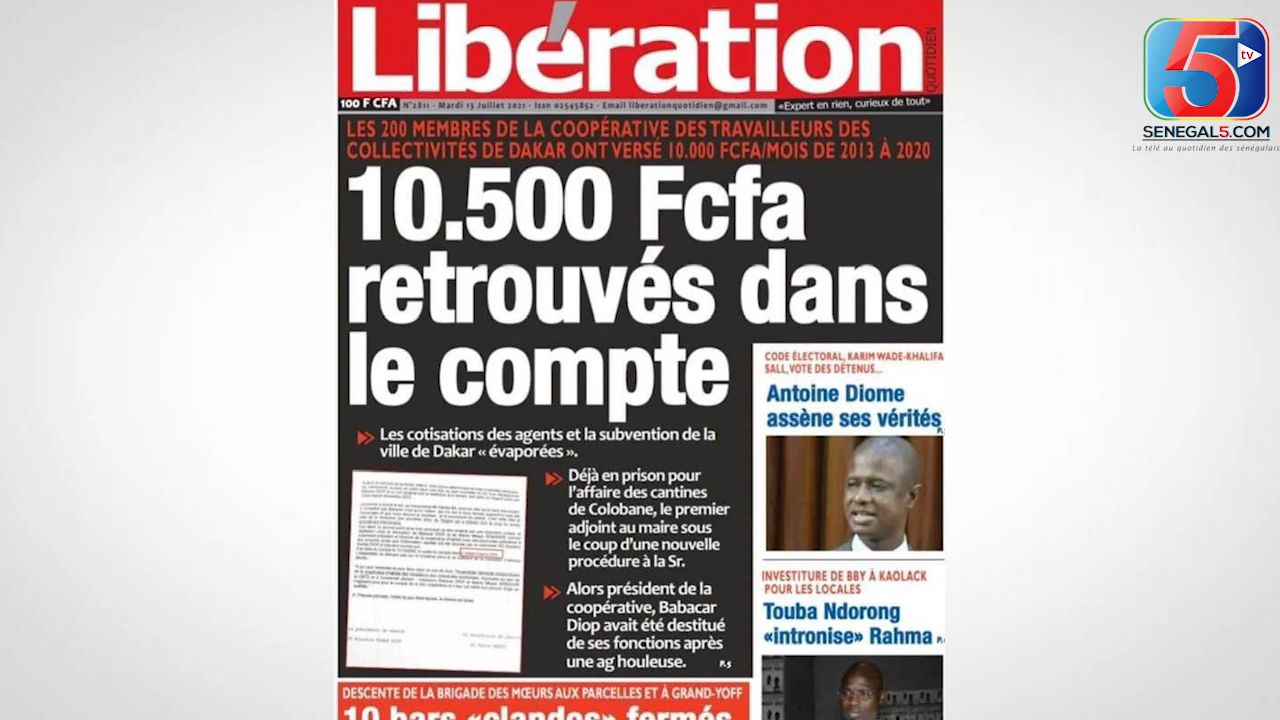 Libération
QUOTIDIEN
100 F CFA
N°2811 - Mardi 13 Juillet 2021 - Issn 02545852 - Email liberationquotidien@gmail.com
«Expert en rien, curieux de tout»
LES 200 MEMBRES DE LA COOPÉRATIVE DES TRAVAILLEURS DES
COLLECTIVITÉS DE DAKAR ONT VERSÉ 10.000 FCFA/MOIS DE 2013 À 2020
10.500 Fcfa
retrouvés dans
le compte
Les cotisations des agents et la subvention de la
ville de Dakar « évaporées ».
Déjà en prison pour
l'affaire des cantines
de Colobane, le premier
adjoint au maire sous
le coup d'une nouvelle
procédure à la Sr.
Alors président de la
coopérative, Babacar
Diop avait été destitué
de ses fonctions après
une ag houleuse.
P.5
CODE ÉLECTORAL, KARIM WADE-KHALIFA
SALL, VOTE DES DÉTENUS...
Antoine Diome
assène ses vérités
INVESTITURE DE BBY À KAOLACK
POUR LES LOCALES
Touba Ndorong
«intronise» Rahma
DESCENTE DE LA BRIGADE DES MŒURS AUX PARCELLES ET À GRAND-YOFF
10 bars «clandos» fermés
5 tv
SENEGAL5.COM
La télé au quotidien des sénégalais